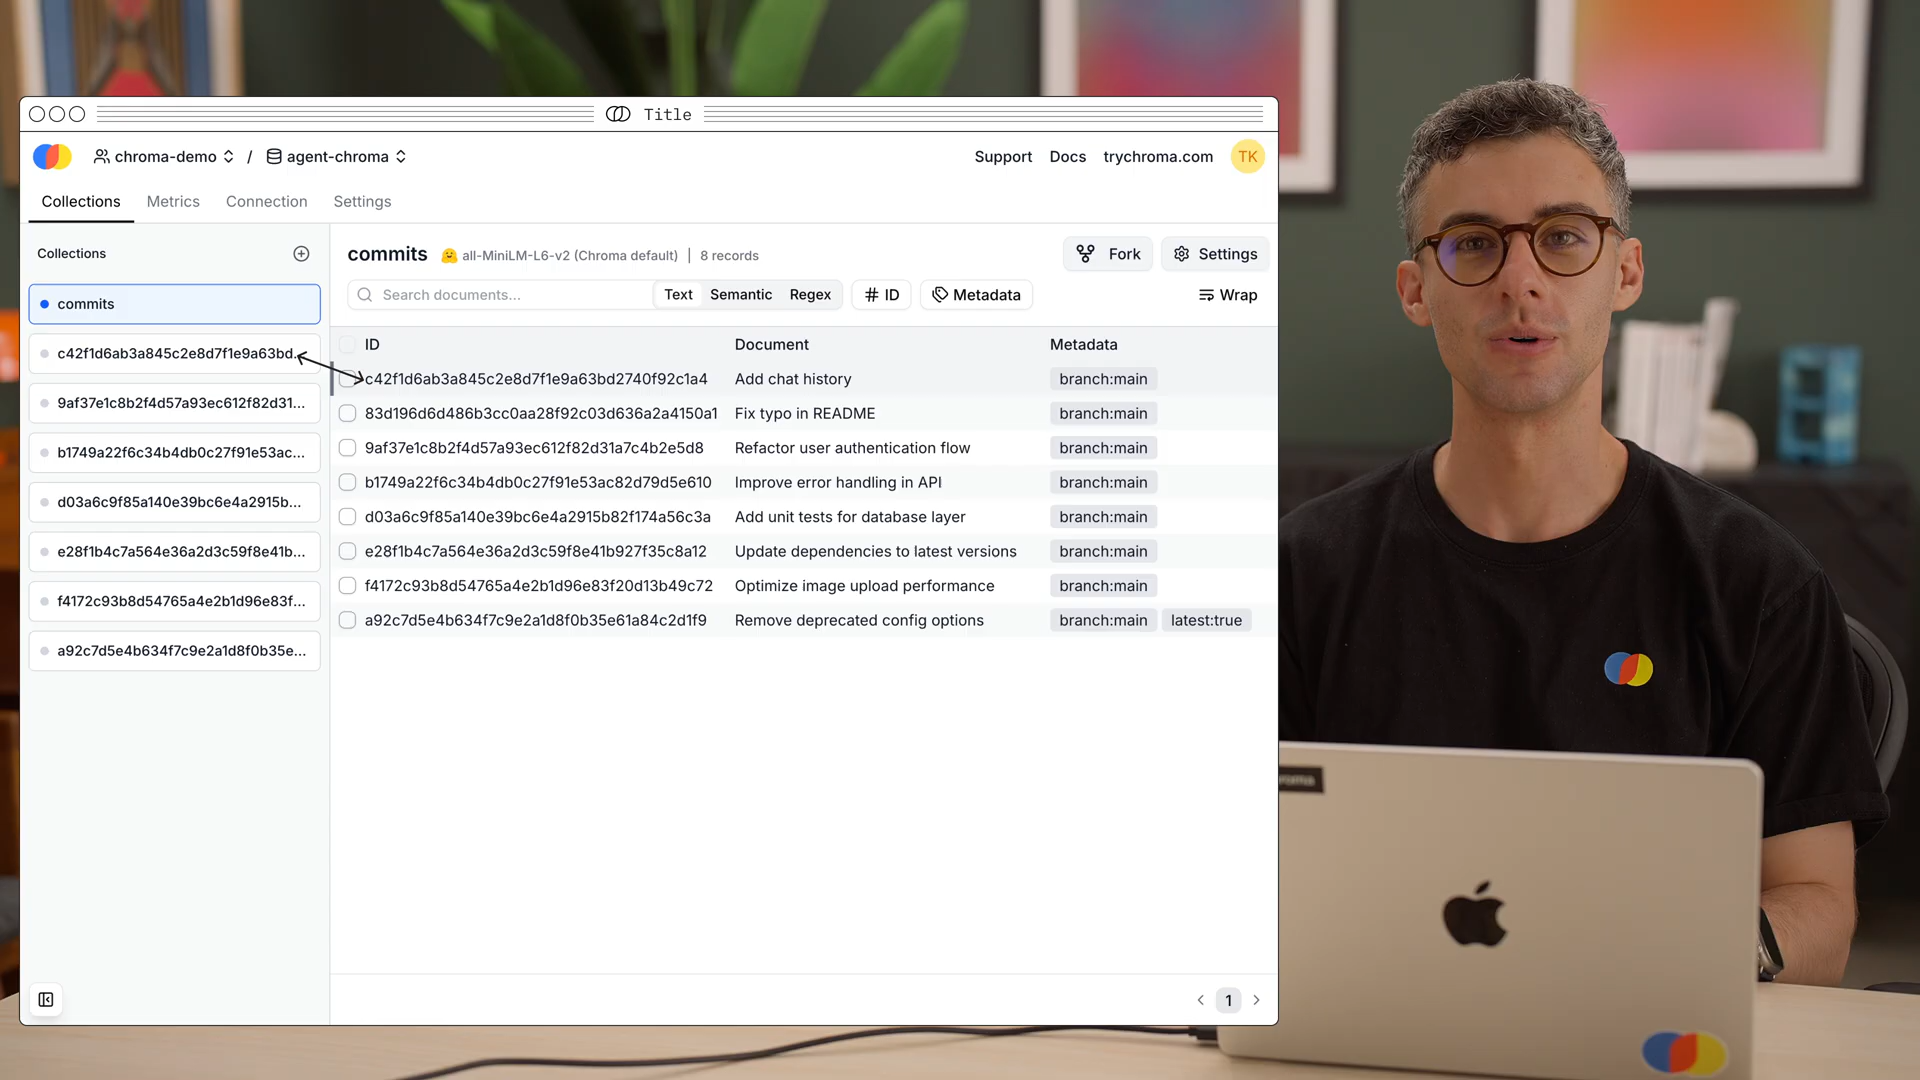 Title
chroma-demo / agent-chroma Support Docs trychroma.com TK
Collections Metrics Connection Settings
Collections
commits
c42f1d6ab3a845c2e8d7f1e9a63bd...
9af37e1c8b2f4d57a93ec612f82d31...
b1749a22f6c34b4db0c27f91e53ac...
d03a6c9f85a140e39bc6e4a2915b...
e28f1b4c7a564e36a2d3c59f8e41b...
f4172c93b8d54765a4e2b1d96e83f...
a92c7d5e4b634f7c9e2a1d8f0b35e...
commits all-MiniLM-L6-v2 (Chroma default) | 8 records Fork Settings
Search documents... Text Semantic Regex # ID Metadata Wrap
ID Document Metadata
c42f1d6ab3a845c2e8d7f1e9a63bd2740f92c1a4 Add chat history branch:main
83d196d6d486b3cc0aa28f92c03d636a2a4150a1 Fix typo in README branch:main
9af37e1c8b2f4d57a93ec612f82d31a7c4b2e5d8 Refactor user authentication flow branch:main
b1749a22f6c34b4db0c27f91e53ac82d79d5e610 Improve error handling in API branch:main
d03a6c9f85a140e39bc6e4a2915b82f174a56c3a Add unit tests for database layer branch:main
e28f1b4c7a564e36a2d3c59f8e41b927f35c8a12 Update dependencies to latest versions branch:main
f4172c93b8d54765a4e2b1d96e83f20d13b49c72 Optimize image upload performance branch:main
a92c7d5e4b634f7c9e2a1d8f0b35e61a84c2d1f9 Remove deprecated config options branch:main latest:true
1